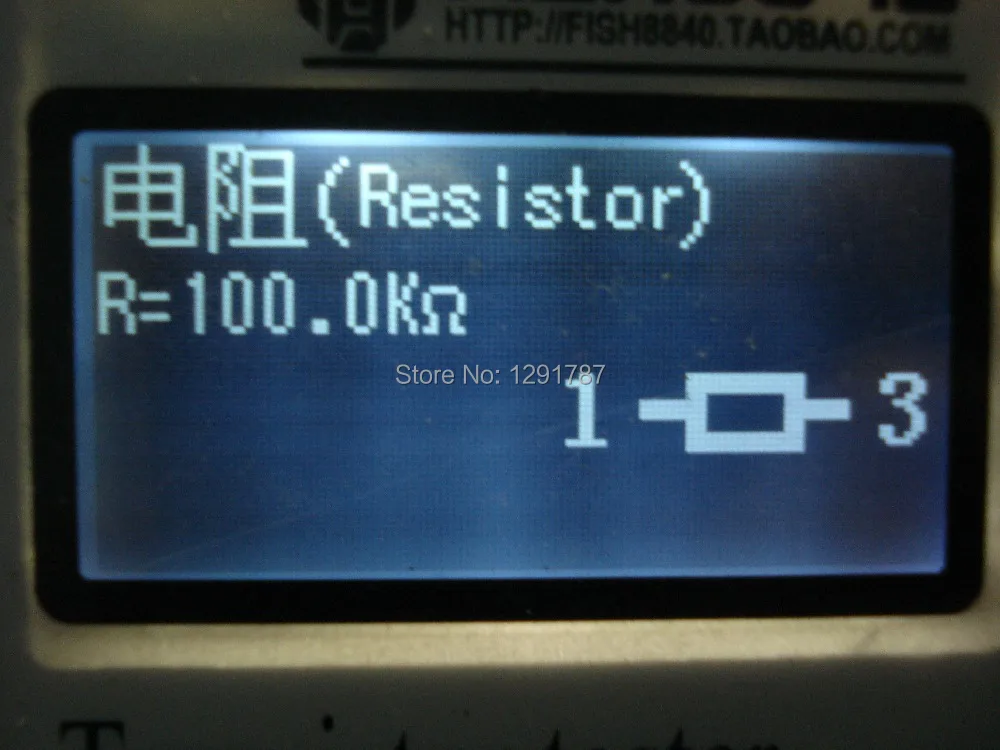 HTTP://FISH8840.TAOBAO.COM
电阻(Resistor)
R=100.0KΩ
Store No: 1291787
1 3